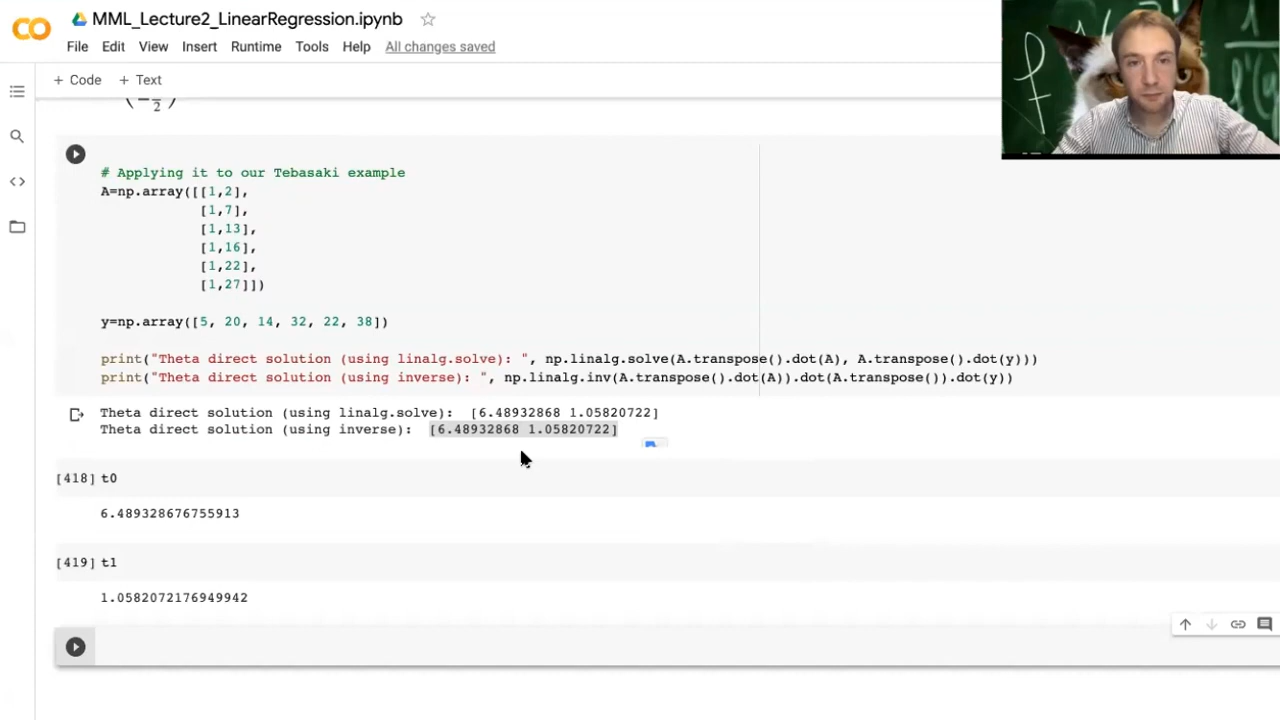 MML_Lecture2_LinearRegression.ipynb
File Edit View Insert Runtime Tools Help All changes saved
+ Code + Text
(-1/2)
# Applying it to our Tebasaki example
A=np.array([[1,2],
[1,7],
[1,13],
[1,16],
[1,22],
[1,27]])
y=np.array([5, 20, 14, 32, 22, 38])
print("Theta direct solution (using linalg.solve): ", np.linalg.solve(A.transpose().dot(A), A.transpose().dot(y)))
print("Theta direct solution (using inverse): ", np.linalg.inv(A.transpose().dot(A)).dot(A.transpose()).dot(y))
Theta direct solution (using linalg.solve): [6.48932868 1.05820722]
Theta direct solution (using inverse): [6.48932868 1.05820722]
[418] t0
6.489328676755913
[419] t1
1.0582072176949942